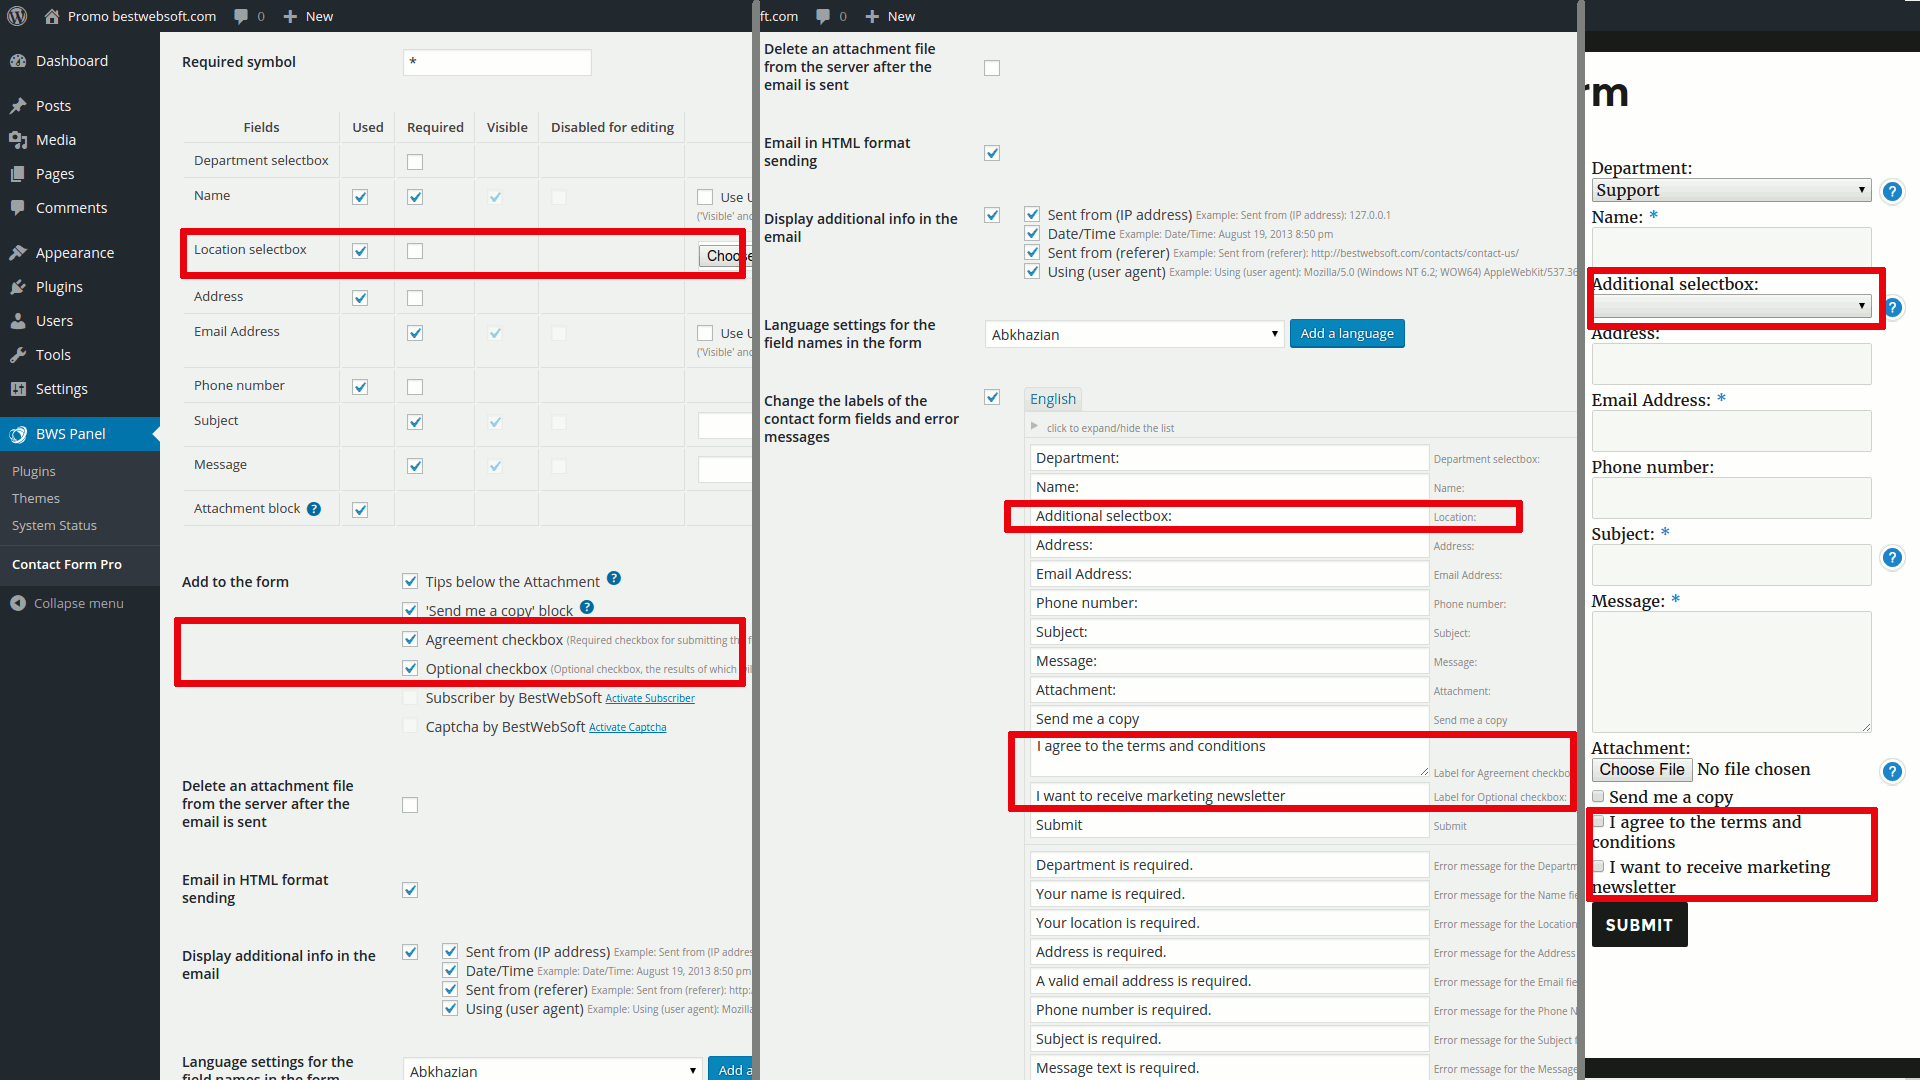 Promo bestwebsoft.com 0 New
Dashboard
Posts
Media
Pages
Comments
Appearance
Plugins
Users
Tools
Settings
BWS Panel
Plugins
Themes
System Status
Contact Form Pro
Collapse menu
Required symbol *
Fields Used Required Visible Disabled for editing
Department selectbox
Name Use U
('Visible' and
Location selectbox Choose
Address
Email Address Use U
('Visible' and
Phone number
Subject
Message
Attachment block ?
Add to the form
Tips below the Attachment ?
'Send me a copy' block ?
Agreement checkbox (Required checkbox for submitting the f
Optional checkbox (Optional checkbox, the results of which wil
Subscriber by BestWebSoft Activate Subscriber
Captcha by BestWebSoft Activate Captcha
Delete an attachment file
from the server after the
email is sent
Email in HTML format
sending
Display additional info in the
email
Sent from (IP address) Example: Sent from (IP addres
Date/Time Example: Date/Time: August 19, 2013 8:50 pm
Sent from (referer) Example: Sent from (referer): http:/
Using (user agent) Example: Using (user agent): Mozilla
Language settings for the
field names in the form
Abkhazian Add a
ft.com 0 New
Delete an attachment file
from the server after the
email is sent
Email in HTML format
sending
Display additional info in the
email
Sent from (IP address) Example: Sent from (IP address): 127.0.0.1
Date/Time Example: Date/Time: August 19, 2013 8:50 pm
Sent from (referer) Example: Sent from (referer): http://bestwebsoft.com/contacts/contact-us/
Using (user agent) Example: Using (user agent): Mozilla/5.0 (Windows NT 6.2; WOW64) AppleWebKit/537.36
Language settings for the
field names in the form
Abkhazian Add a language
Change the labels of the
contact form fields and error
messages
English
click to expand/hide the list
Department: Department selectbox:
Name: Name:
Additional selectbox: Location:
Address: Address:
Email Address: Email Address:
Phone number: Phone number:
Subject: Subject:
Message: Message:
Attachment: Attachment:
Send me a copy Send me a copy
I agree to the terms and conditions
Label for Agreement checkbo
I want to receive marketing newsletter Label for Optional checkbox:
Submit Submit
Department is required. Error message for the Departm
Your name is required. Error message for the Name fie
Your location is required. Error message for the Location
Address is required. Error message for the Address
A valid email address is required. Error message for the Email fie
Phone number is required. Error message for the Phone N
Subject is required. Error message for the Subject f
Message text is required. Error message for the Message
rm
Department:
Support ?
Name: *
Additional selectbox:
?
Address:
Email Address: *
Phone number:
Subject: *
?
Message: *
Attachment:
Choose File No file chosen ?
Send me a copy
I agree to the terms and
conditions
I want to receive marketing
newsletter
SUBMIT